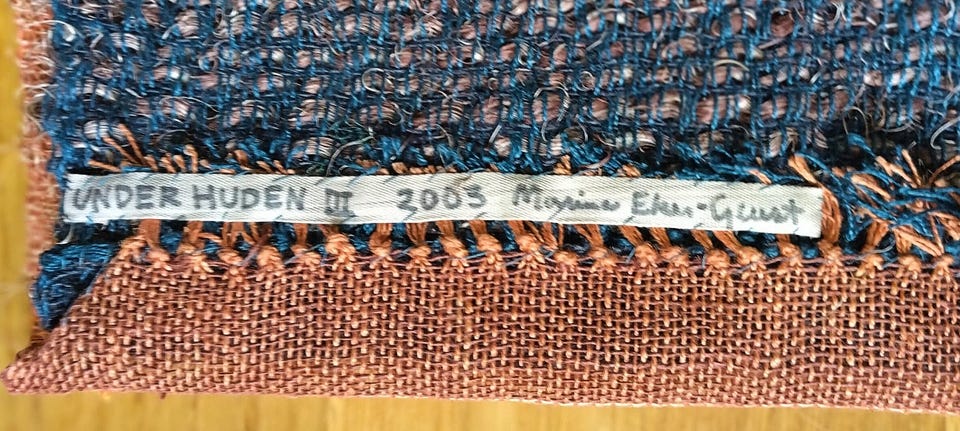 UNDER HUDEN III 2003